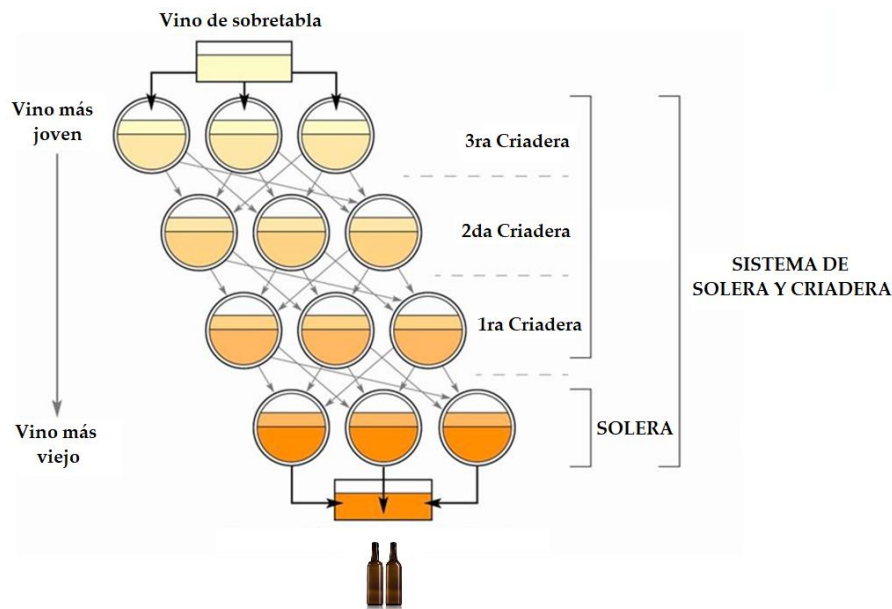 Vino de sobretabla
Vino más
joven
3ra Criadera
2da Criadera
SISTEMA DE
SOLERA Y CRIADERA
1ra Criadera
Vino más
viejo
SOLERA